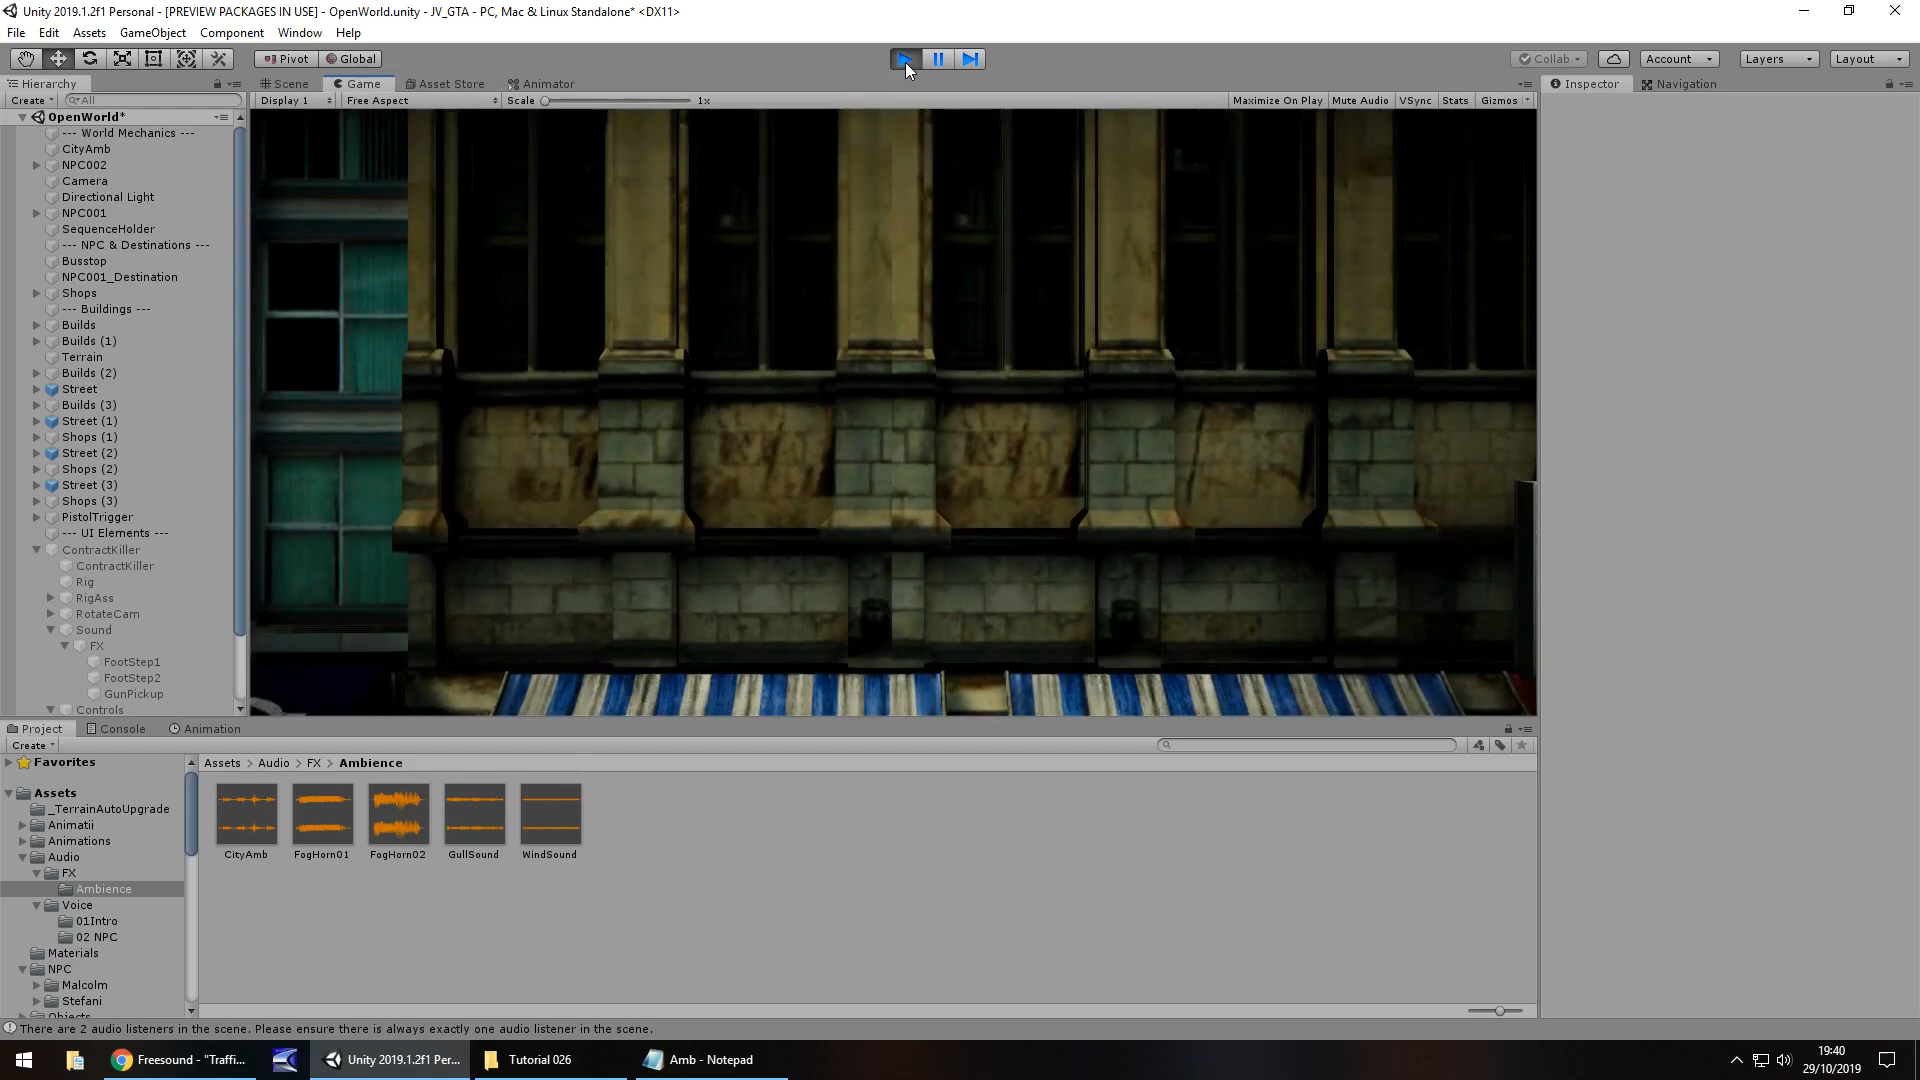 Unity 2019.1.2f1 Personal - [PREVIEW PACKAGES IN USE] - OpenWorld.unity - JV_GTA - PC, Mac & Linux Standalone* <DX11>
File Edit Assets GameObject Component Window Help
Pivot Global
Collab Account Layers Layout
Hierarchy
Scene Game Asset Store Animator
Inspector Navigation
Create All
Display 1 Free Aspect Scale 1x
Maximize On Play Mute Audio VSync Stats Gizmos
OpenWorld*
--- World Mechanics ---
CityAmb
NPC002
Camera
Directional Light
NPC001
SequenceHolder
--- NPC & Destinations ---
Busstop
NPC001_Destination
Shops
--- Buildings ---
Builds
Builds (1)
Terrain
Builds (2)
Street
Builds (3)
Street (1)
Shops (1)
Street (2)
Shops (2)
Street (3)
Shops (3)
PistolTrigger
--- UI Elements ---
ContractKiller
ContractKiller
Rig
RigAss
RotateCam
Sound
FX
FootStep1
FootStep2
GunPickup
Controls
Project Console Animation
Create
Favorites
Assets
_TerrainAutoUpgrade
Animatii
Animations
Audio
FX
Ambience
Voice
01Intro
02 NPC
Materials
NPC
Malcolm
Stefani
Objects
Assets > Audio > FX > Ambience
CityAmb FogHorn01 FogHorn02 GullSound WindSound
There are 2 audio listeners in the scene. Please ensure there is always exactly one audio listener in the scene.
Freesound - "Traffi...
Unity 2019.1.2f1 Per...
Tutorial 026
Amb - Notepad
19:40
29/10/2019